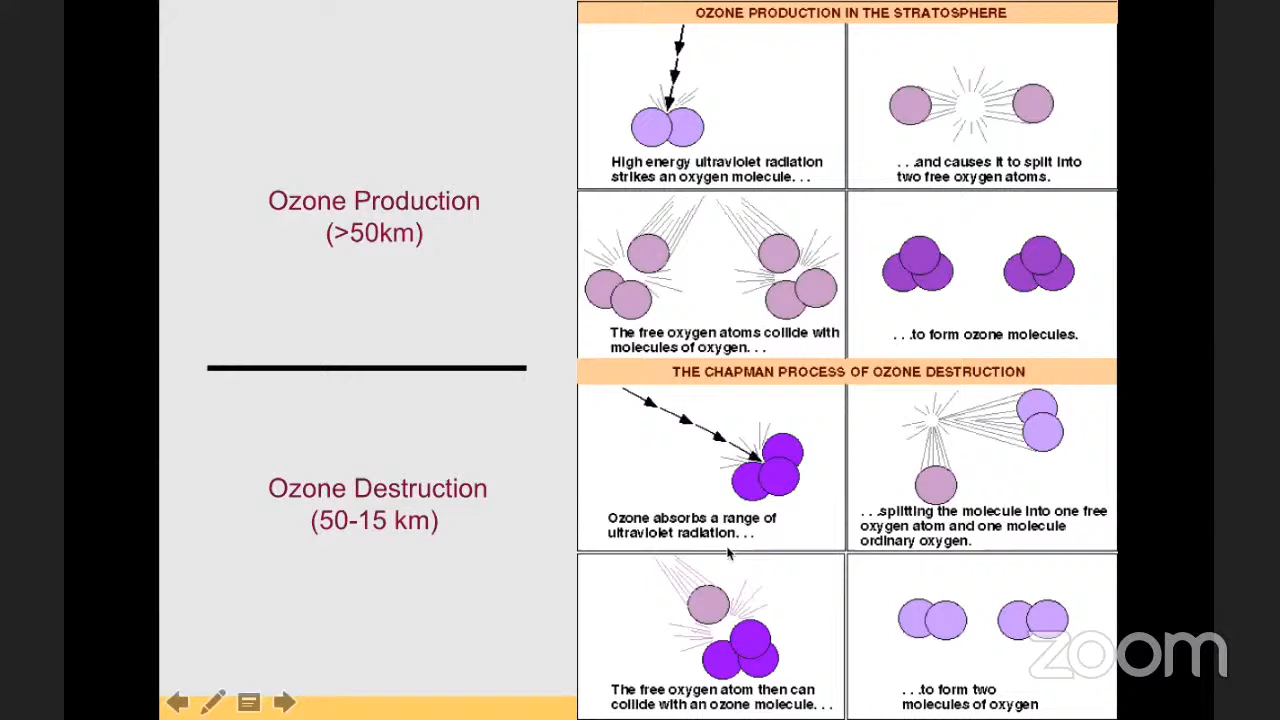 Ozone Production
(>50km)
Ozone Destruction
(50-15 km)
OZONE PRODUCTION IN THE STRATOSPHERE
High energy ultraviolet radiation
strikes an oxygen molecule. . .
. . .and causes it to split into
two free oxygen atoms.
The free oxygen atoms collide with
molecules of oxygen. . .
. . .to form ozone molecules.
THE CHAPMAN PROCESS OF OZONE DESTRUCTION
Ozone absorbs a range of
ultraviolet radiation. . .
. . .splitting the molecule into one free
oxygen atom and one molecule
ordinary oxygen.
The free oxygen atom then can
collide with an ozone molecule. . .
. . .to form two
molecules of oxygen
zoom